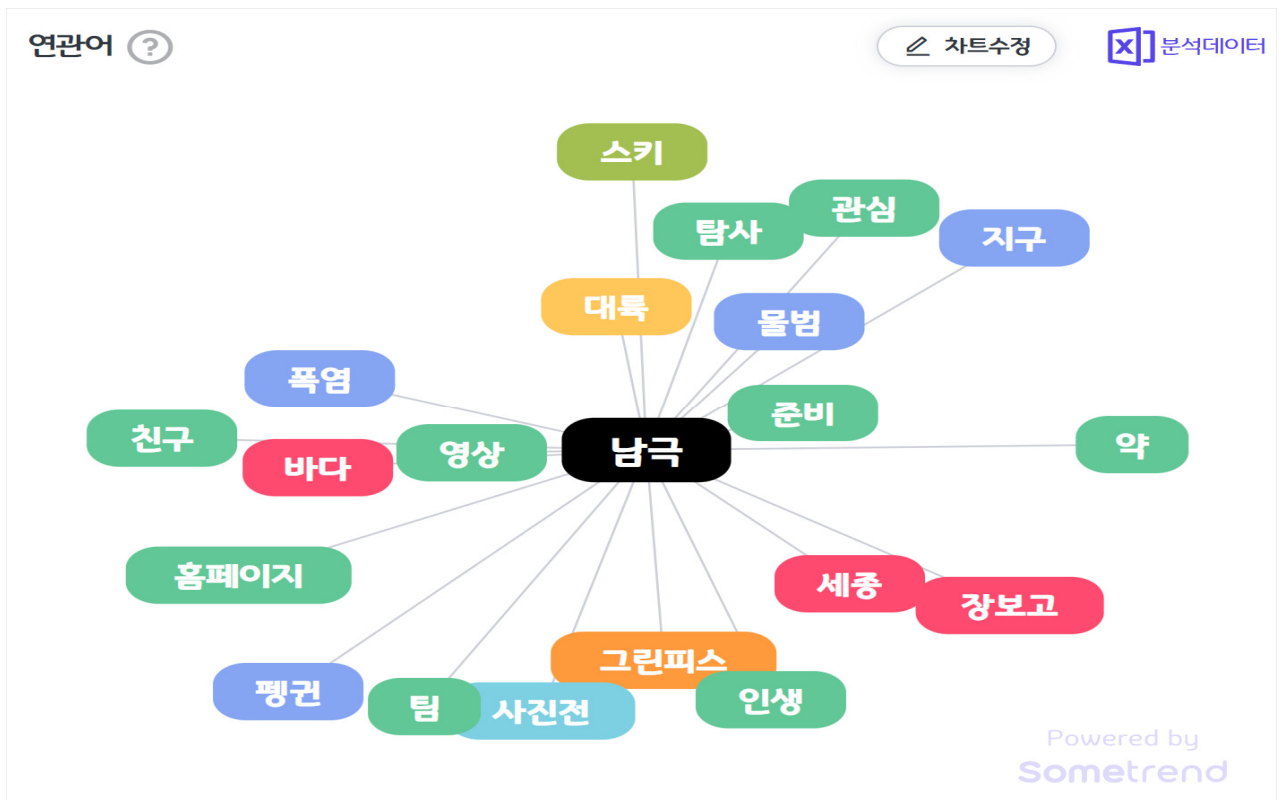 연관어 ?
차트수정
X 분석데이터
스키
탐사
관심
지구
대륙
물범
폭염
준비
친구
바다
영상
남극
약
홈페이지
세종
장보고
그린피스
펭귄
팀
사진전
인생
Powered by
Sometrend